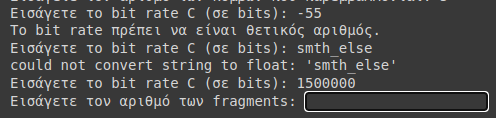 Εισάγετε το bit rate C (σε bits): -55
Το bit rate πρέπει να είναι θετικός αριθμός.
Εισάγετε το bit rate C (σε bits): smth_else
could not convert string to float: 'smth_else'
Εισάγετε το bit rate C (σε bits): 1500000
Εισάγετε τον αριθμό των fragments: